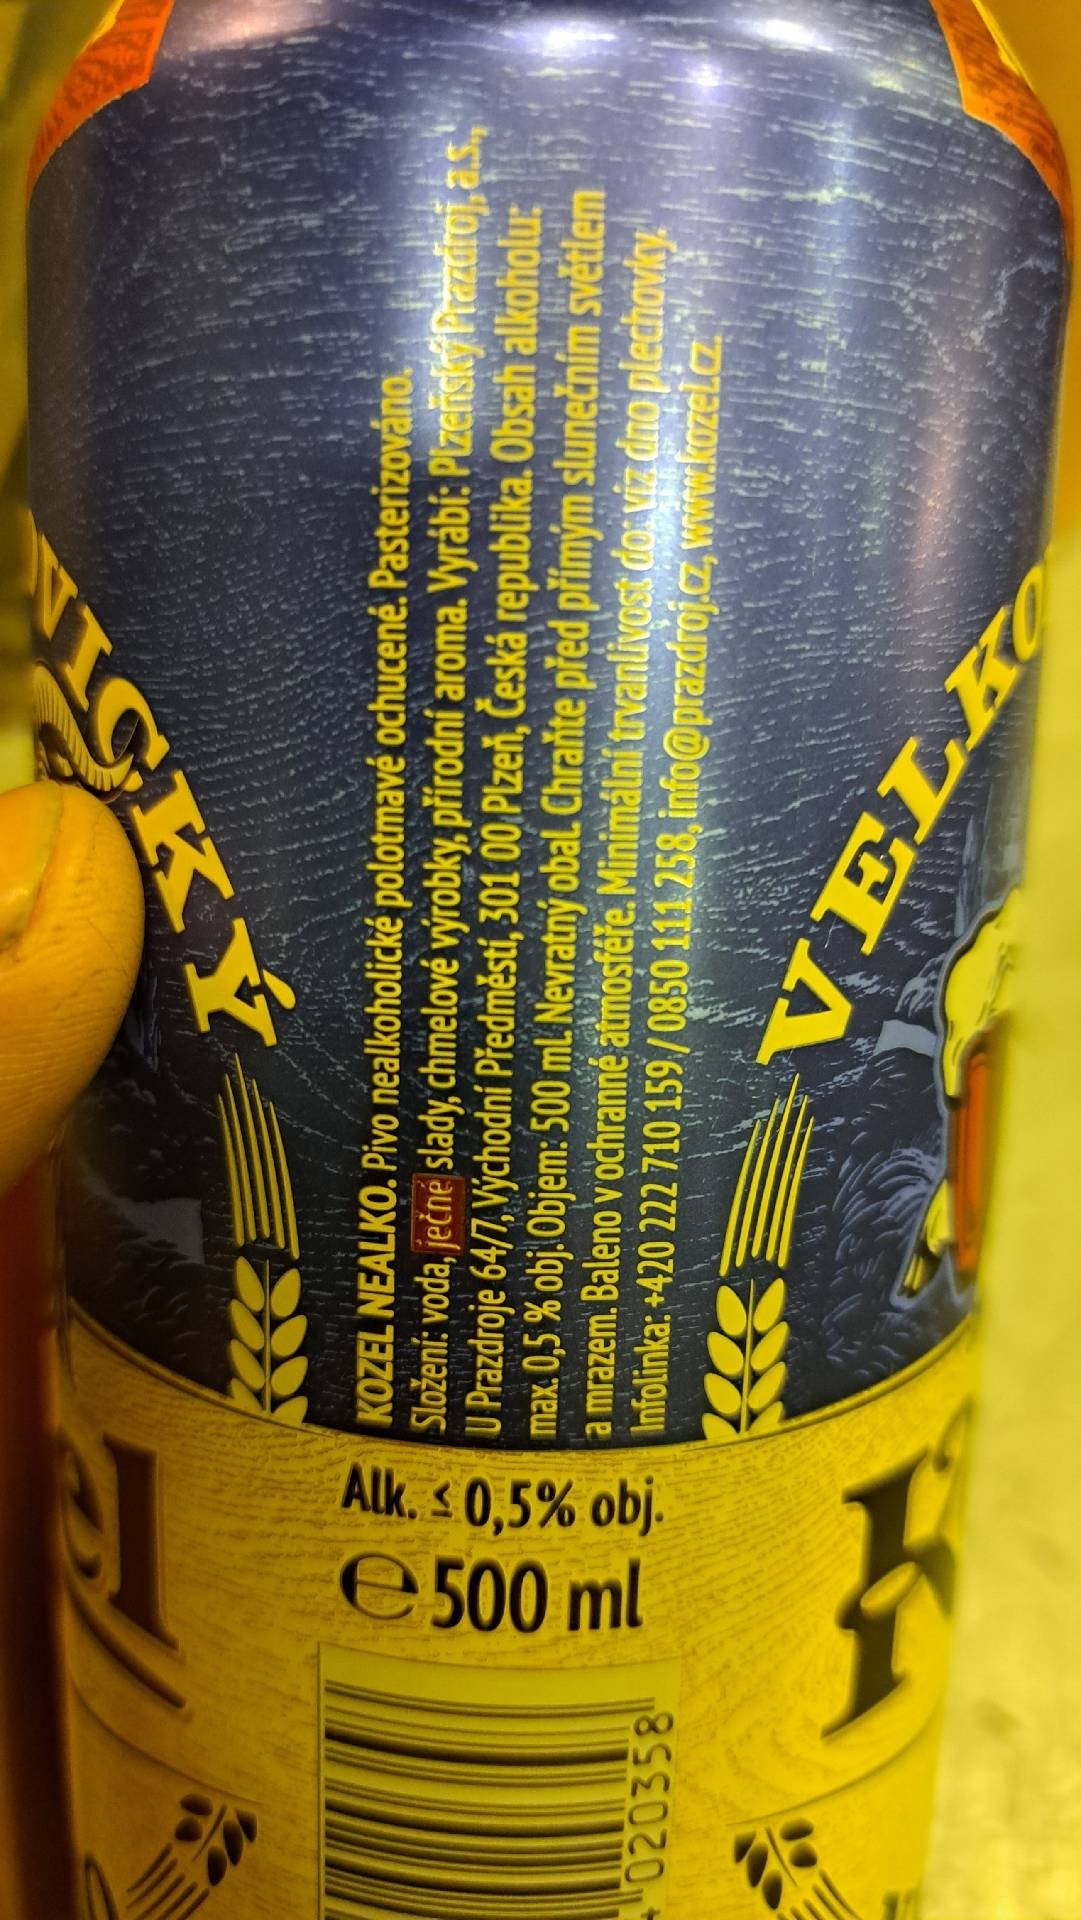 KOZEL NEALKO. Pivo nealkoholické polotmavé ochucené. Pasterizováno.
Složení: voda, ječné slady, chmelové výrobky, přírodní aroma. Vyrábí: Plzeňský Prazdroj, a.s.,
U Prazdroje 64/7, Východní Předměstí, 301 00 Plzeň, Česká republika. Obsah alkoholu:
max. 0,5 % obj. Objem: 500 ml. Nevratný obal. Chraňte před přímým slunečním světlem
a mrazem. Baleno v ochranné atmosféře. Minimální trvanlivost do: viz dno plechovky.
Infolinka: +420 222 710 159 / 0850 111 258, info@prazdroj.cz, www.kozel.cz
VELKO
NICKÝ
Alk. ≤ 0,5% obj.
℮ 500 ml
020358